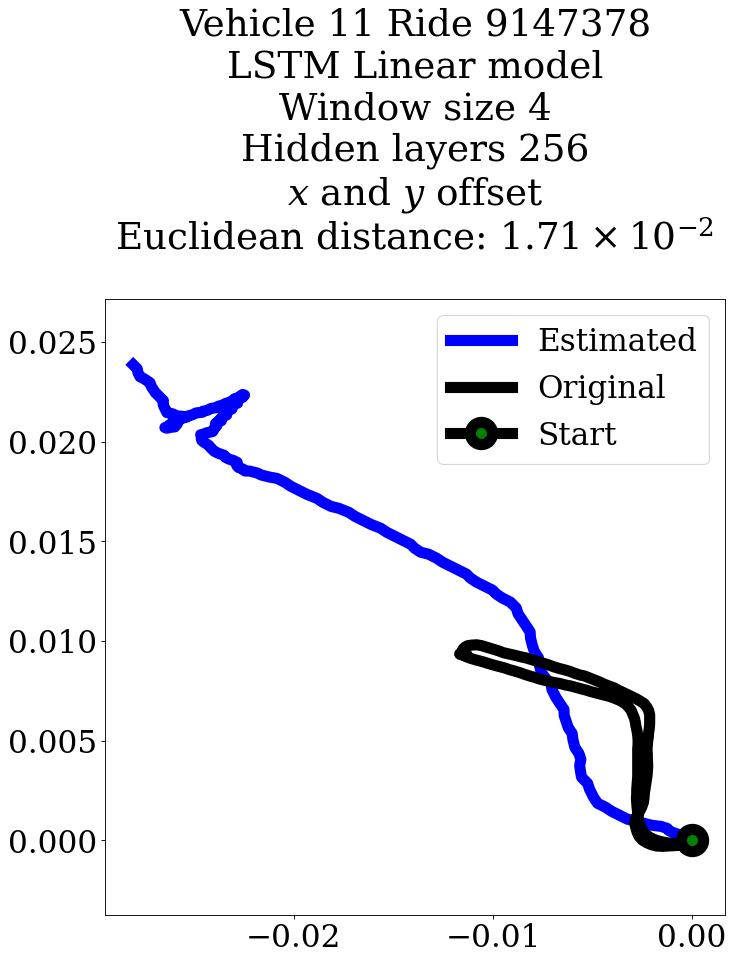 Vehicle 11 Ride 9147378
LSTM Linear model
Window size 4
Hidden layers 256
x and y offset
Euclidean distance: 1.71 × 10⁻²
Estimated
Original
Start
0.025
0.020
0.015
0.010
0.005
0.000
−0.02
−0.01
0.00